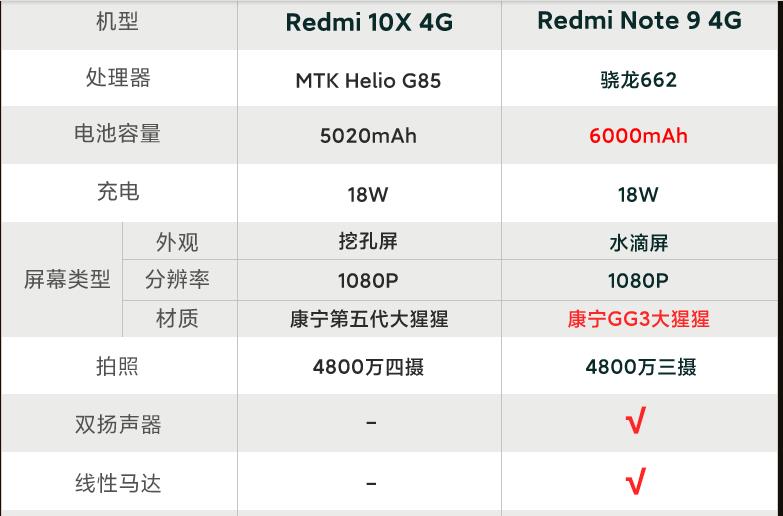 机型 Redmi 10X 4G Redmi Note 9 4G
处理器 MTK Helio G85 骁龙662
电池容量 5020mAh 6000mAh
充电 18W 18W
外观 挖孔屏 水滴屏
屏幕类型 分辨率 1080P 1080P
材质 康宁第五代大猩猩 康宁GG3大猩猩
拍照 4800万四摄 4800万三摄
双扬声器 – √
线性马达 – √